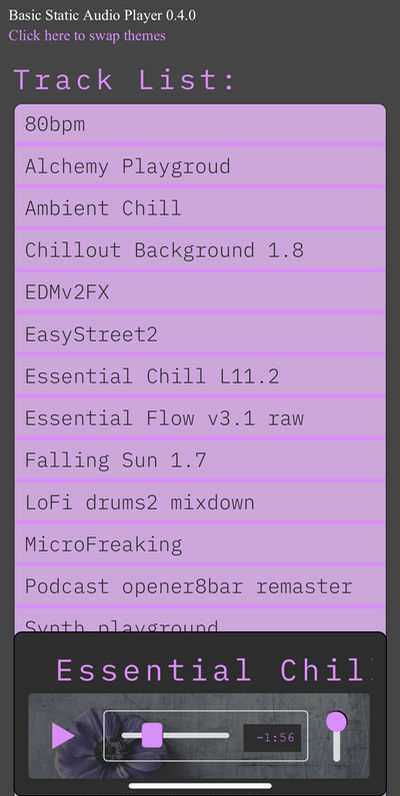 Basic Static Audio Player 0.4.0
Click here to swap themes
Track List:
80bpm
Alchemy Playgroud
Ambient Chill
Chillout Background 1.8
EDMv2FX
EasyStreet2
Essential Chill L11.2
Essential Flow v3.1 raw
Falling Sun 1.7
LoFi drums2 mixdown
MicroFreaking
Podcast opener8bar remaster
Synth playground
Essential Chil
-1:56